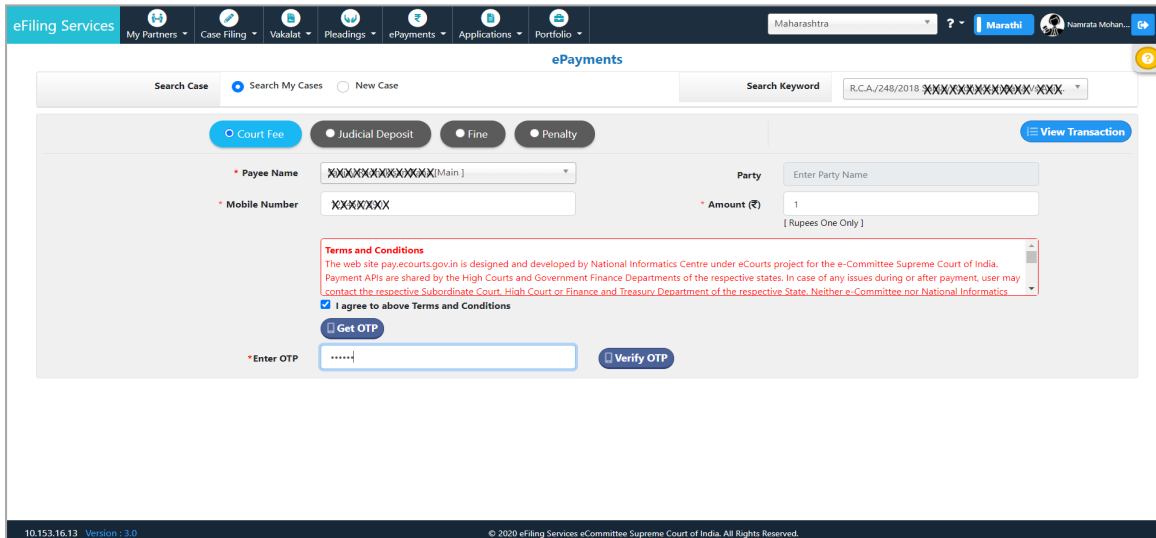 eFiling Services
My Partners Case Filing Vakalat Pleadings ePayments Applications Portfolio
Maharashtra ? Marathi Namrata Mohan...
ePayments
Search Case Search My Cases New Case Search Keyword R.C.A./248/2018
Court Fee Judicial Deposit Fine Penalty View Transaction
* Payee Name [Main ] Party Enter Party Name
* Mobile Number XXXXXXX * Amount (₹) 1
[ Rupees One Only ]
Terms and Conditions
The web site pay.ecourts.gov.in is designed and developed by National Informatics Centre under eCourts project for the e-Committee Supreme Court of India.
Payment APIs are shared by the High Courts and Government Finance Departments of the respective states. In case of any issues during or after payment, user may
contact the respective Subordinate Court, High Court or Finance and Treasury Department of the respective State. Neither e-Committee nor National Informatics
I agree to above Terms and Conditions
Get OTP
*Enter OTP •••••• Verify OTP
10.153.16.13 Version : 3.0 © 2020 eFiling Services eCommittee Supreme Court of India. All Rights Reserved.